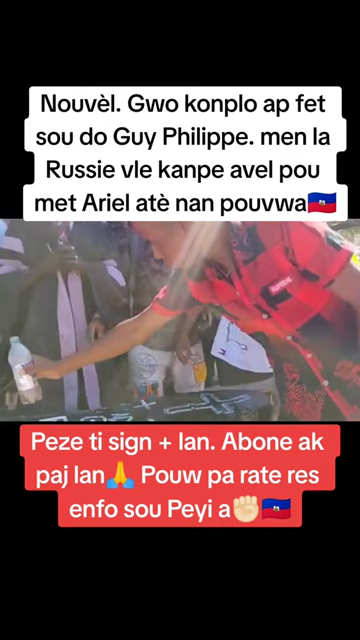 Nouvèl. Gwo konplo ap fet
sou do Guy Philippe. men la
Russie vle kanpe avel pou
met Ariel atè nan pouvwa🇭🇹
Peze ti sign + lan. Abone ak
paj lan🙏 Pouw pa rate res
enfo sou Peyi a✊🏼🇭🇹